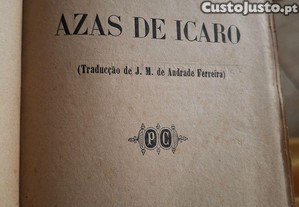 Custojusto.pt
AZAS DE ICARO
(Traducção de J. M. de Andrade Ferreira)
PC